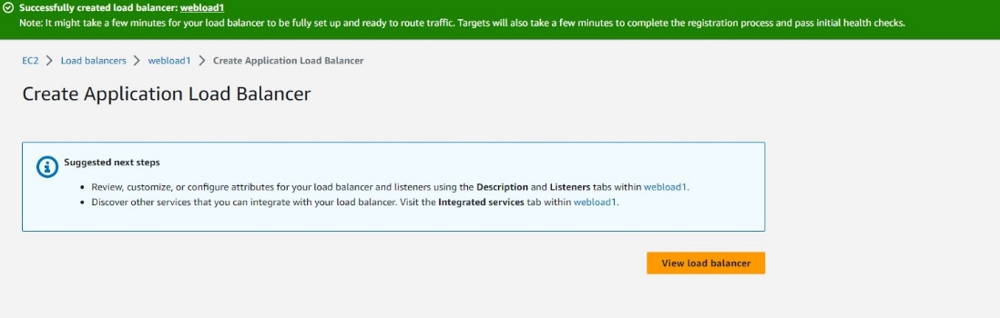 Successfully created load balancer: webload1
Note: It might take a few minutes for your load balancer to be fully set up and ready to route traffic. Targets will also take a few minutes to complete the registration process and pass initial health checks.
EC2 > Load balancers > webload1 > Create Application Load Balancer
Create Application Load Balancer
Suggested next steps
• Review, customize, or configure attributes for your load balancer and listeners using the Description and Listeners tabs within webload1.
• Discover other services that you can integrate with your load balancer. Visit the Integrated services tab within webload1.
View load balancer